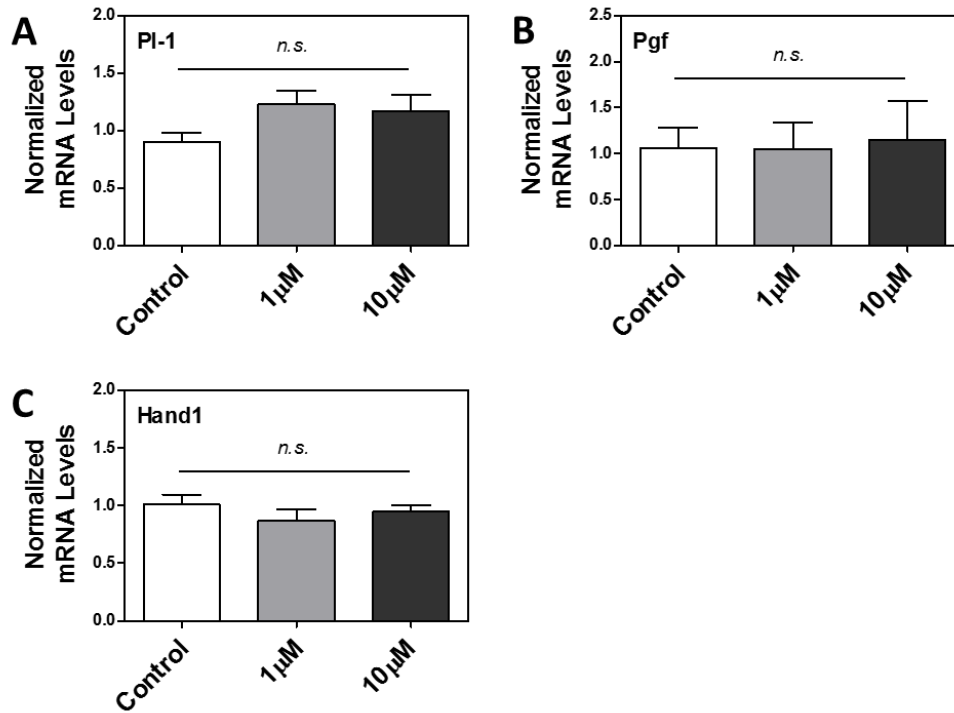 A
Pl-1
n.s.
Normalized
mRNA Levels
2.0
1.5
1.0
0.5
0.0
Control
1µM
10µM
B
Pgf
n.s.
Normalized
mRNA Levels
2.5
2.0
1.5
1.0
0.5
0.0
Control
1µM
10µM
C
Hand1
n.s.
Normalized
mRNA Levels
2.0
1.5
1.0
0.5
0.0
Control
1µM
10µM